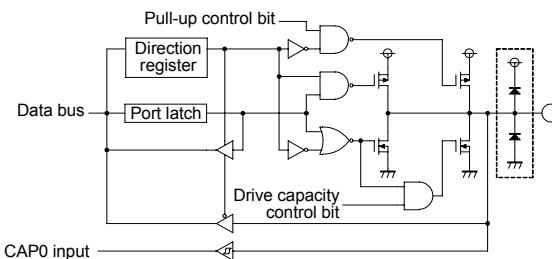 Pull-up control bit
Direction
register
Data bus
Port latch
Drive capacity
control bit
CAP0 input